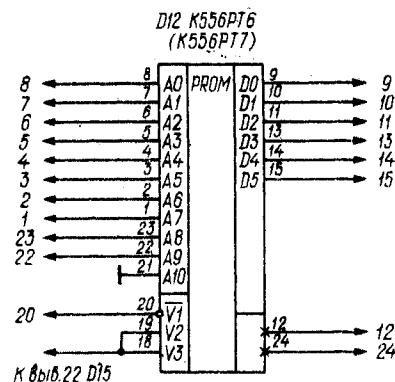 D12 К556РТ6
(К556РТ7)
8 8 A0 PROM D0 9 9
7 7 A1 D1 10 10
6 6 A2 D2 11 11
5 5 A3 D3 13 13
4 4 A4 D4 14 14
3 3 A5 D5 15 15
2 2 A6
1 1 A7
23 23 A8
22 22 A9
21 A10
20 20 V1
19 V2 12 12
18 V3 24 24
К выв.22 D15